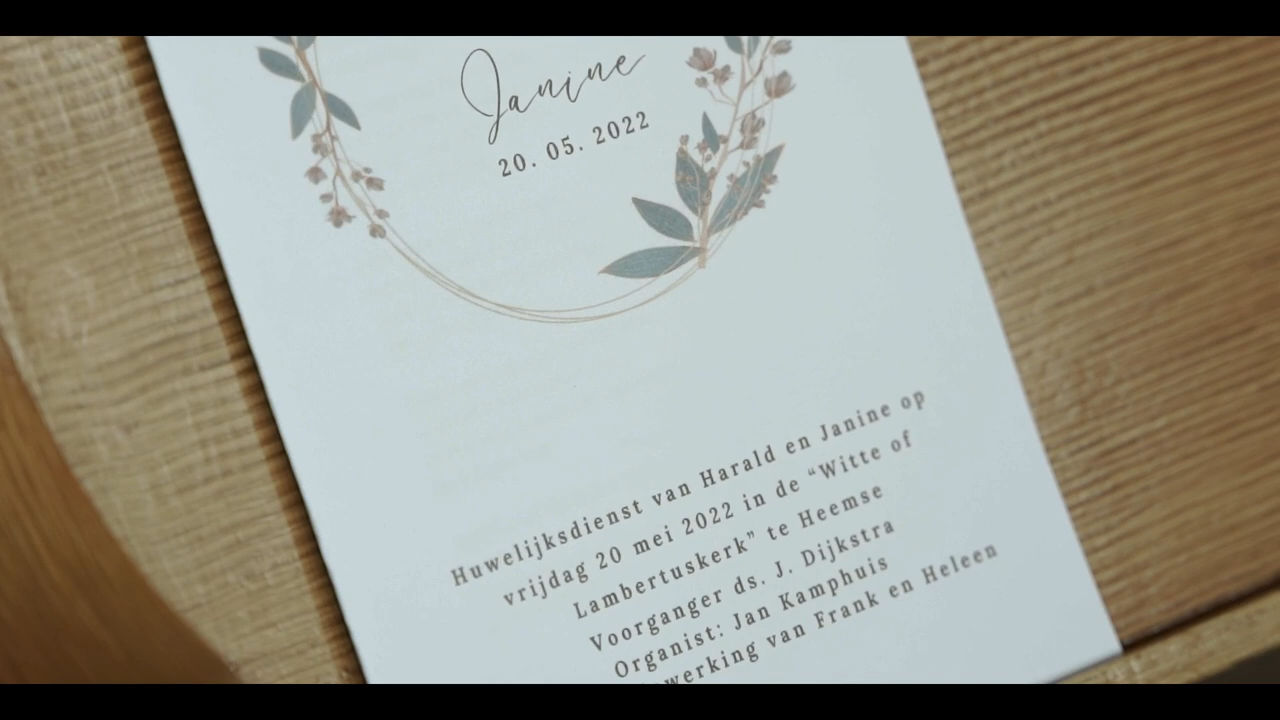 Janine
20. 05. 2022
Huwelijksdienst van Harald en Janine op
vrijdag 20 mei 2022 in de “Witte of
Lambertuskerk” te Heemse
Voorganger ds. J. Dijkstra
Organist: Jan Kamphuis
van Frank en Heleen